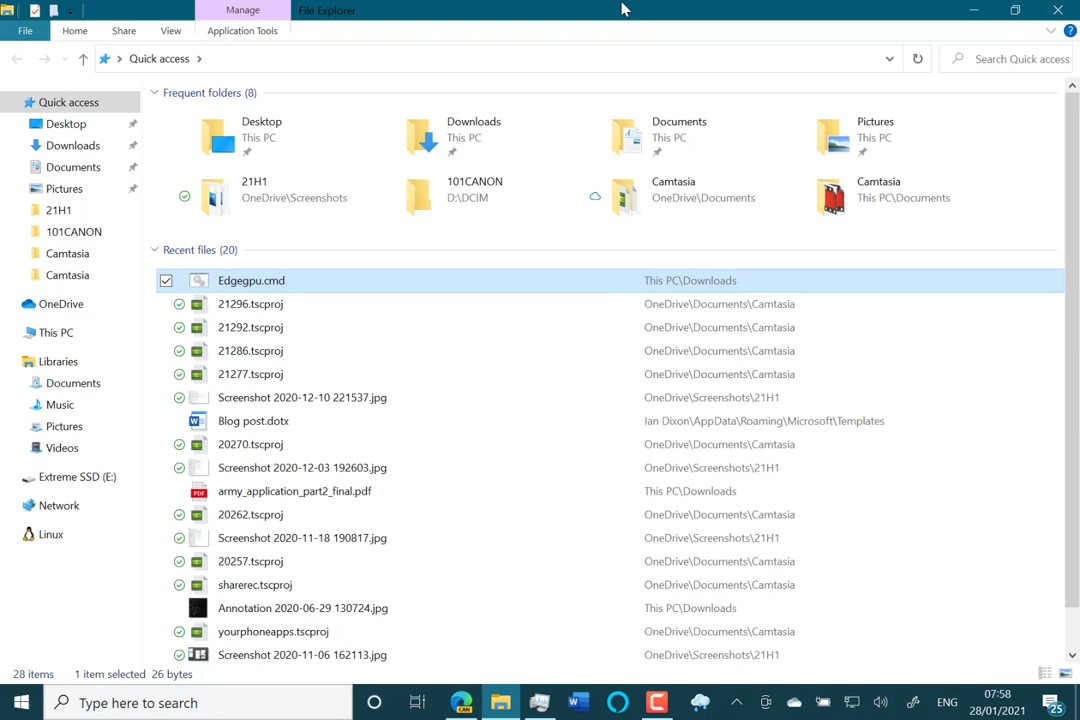 Manage
File Explorer
File
Home
Share
View
Application Tools
Quick access
Search Quick access
Quick access
Desktop
Downloads
Documents
Pictures
21H1
101CANON
Camtasia
Camtasia
OneDrive
This PC
Libraries
Documents
Music
Pictures
Videos
Extreme SSD (E:)
Network
Linux
Frequent folders (8)
Desktop
This PC
Downloads
This PC
Documents
This PC
Pictures
This PC
21H1
OneDrive\Screenshots
101CANON
D:\DCIM
Camtasia
OneDrive\Documents
Camtasia
This PC\Documents
Recent files (20)
Edgegpu.cmd This PC\Downloads
21296.tscproj OneDrive\Documents\Camtasia
21292.tscproj OneDrive\Documents\Camtasia
21286.tscproj OneDrive\Documents\Camtasia
21277.tscproj OneDrive\Documents\Camtasia
Screenshot 2020-12-10 221537.jpg OneDrive\Screenshots\21H1
Blog post.dotx Ian Dixon\AppData\Roaming\Microsoft\Templates
20270.tscproj OneDrive\Documents\Camtasia
Screenshot 2020-12-03 192603.jpg OneDrive\Screenshots\21H1
PDF army_application_part2_final.pdf This PC\Downloads
20262.tscproj OneDrive\Documents\Camtasia
Screenshot 2020-11-18 190817.jpg OneDrive\Screenshots\21H1
20257.tscproj OneDrive\Documents\Camtasia
sharerec.tscproj OneDrive\Documents\Camtasia
Annotation 2020-06-29 130724.jpg This PC\Downloads
yourphoneapps.tscproj OneDrive\Documents\Camtasia
Screenshot 2020-11-06 162113.jpg OneDrive\Screenshots\21H1
28 items 1 item selected 26 bytes
Type here to search
CAN
ENG
07:58
28/01/2021
25